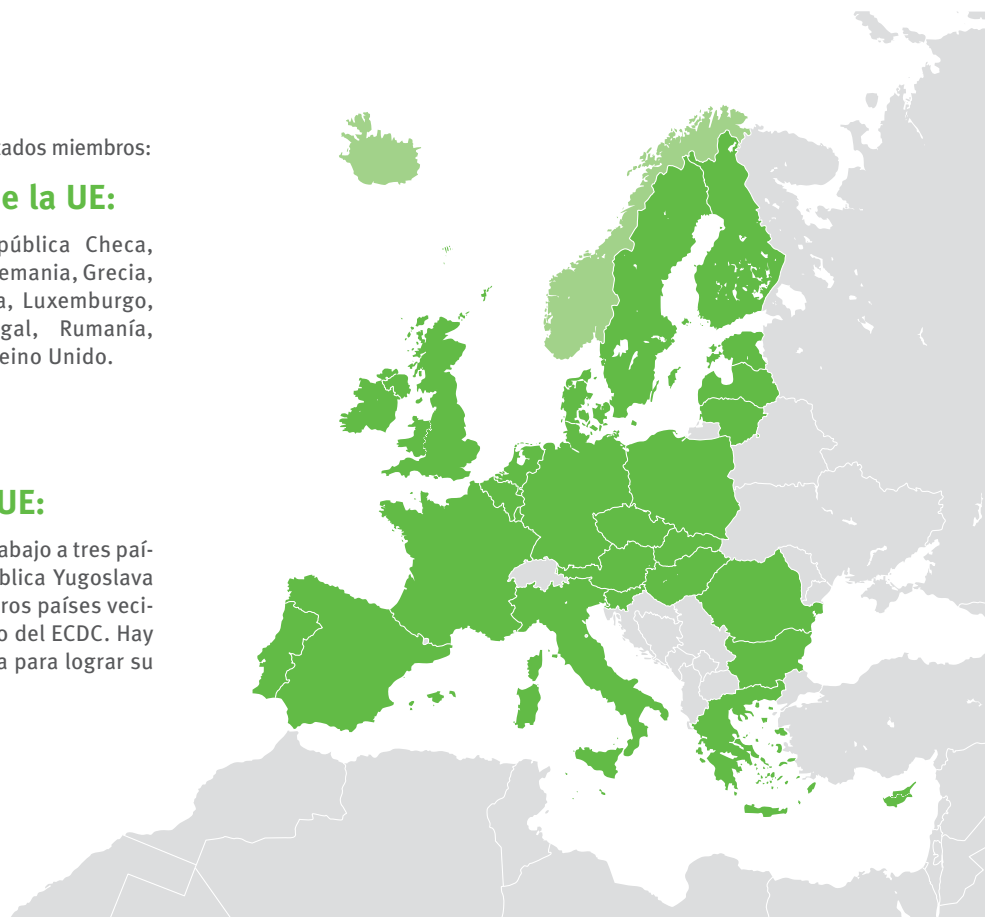 tados miembros:
e la UE:
pública Checa,
emania, Grecia,
a, Luxemburgo,
gal, Rumanía,
eino Unido.
UE:
abajo a tres paí-
blica Yugoslava
ros países veci-
o del ECDC. Hay
a para lograr su